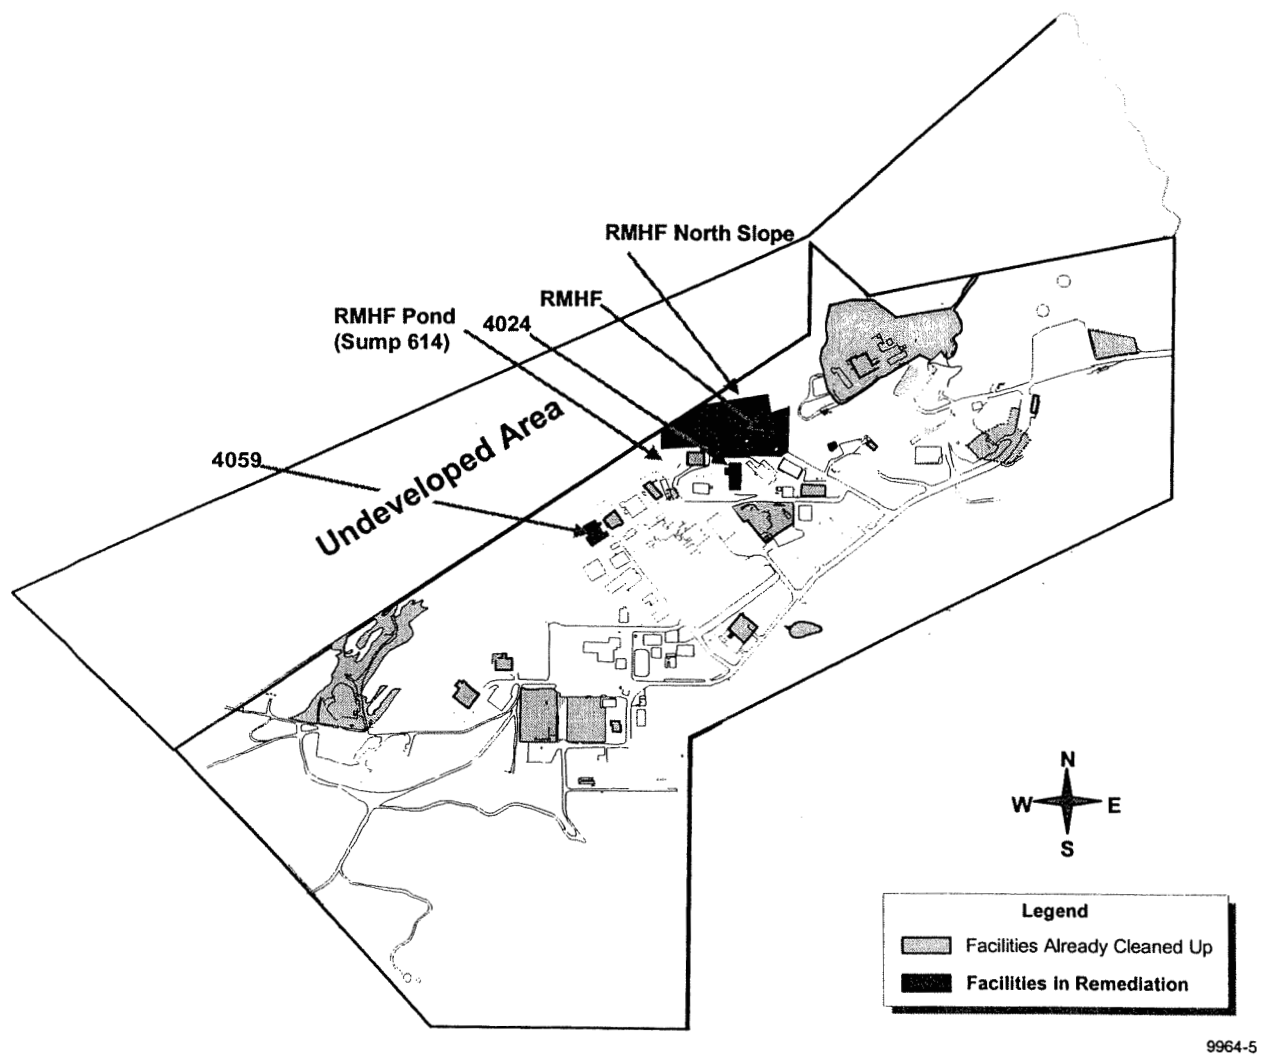 RMHF North Slope
RMHF
RMHF Pond
(Sump 614)
4024
4059
Undeveloped Area
N
W E
S
Legend
Facilities Already Cleaned Up
Facilities In Remediation
9964-5